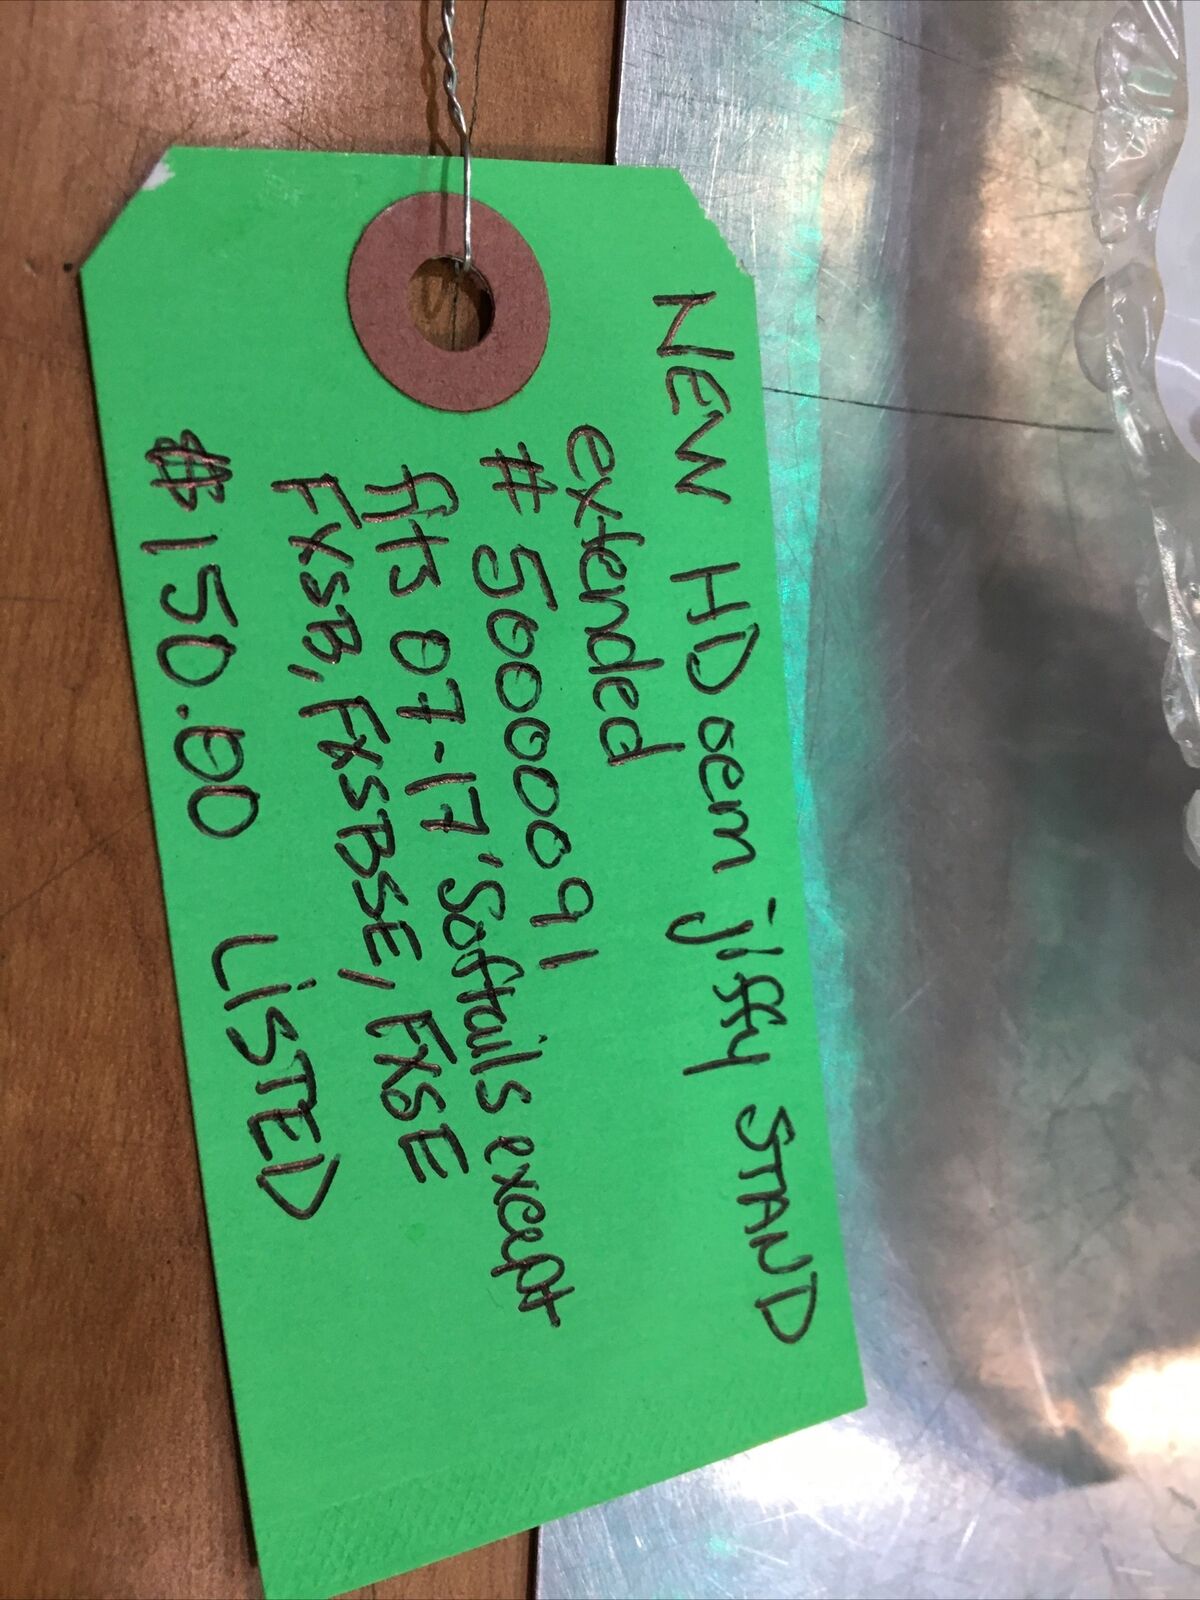 NEW HD oem jiffy STAND
extended
# 50000091
fits 07-17' Softails except
FXSB, FXSBSE, FXSE
$150.00 LiSTED